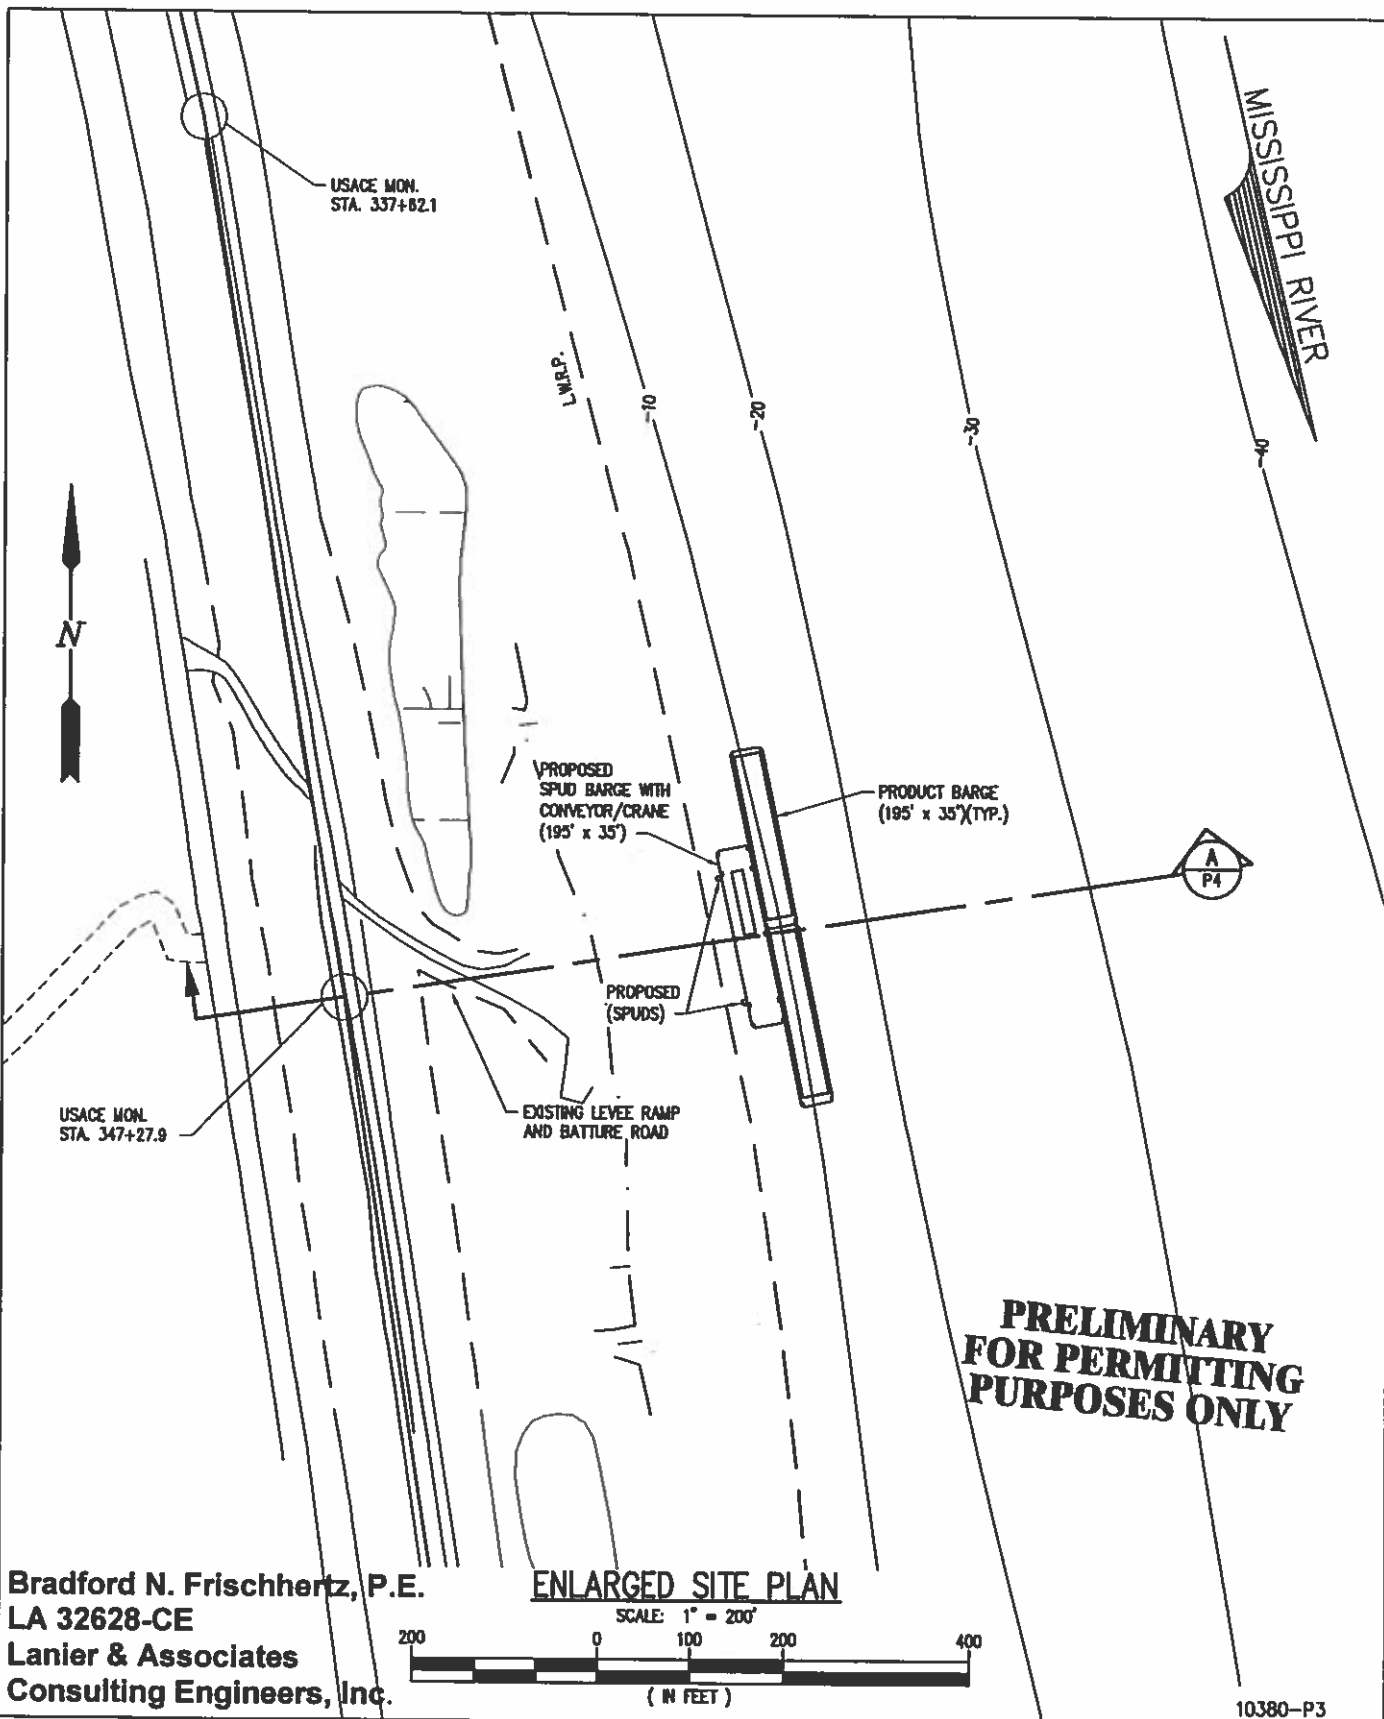 USACE MON.
STA. 337+62.1
MISSISSIPPI RIVER
L.W.R.P.
-10
-20
-30
-40
N
PROPOSED
SPUD BARGE WITH
CONVEYOR/CRANE
(195' x 35')
PRODUCT BARGE
(195' x 35')(TYP.)
A
P4
PROPOSED
(SPUDS)
USACE MON.
STA. 347+27.9
EXISTING LEVEE RAMP
AND BATTURE ROAD
PRELIMINARY
FOR PERMITTING
PURPOSES ONLY
Bradford N. Frischhertz, P.E.
LA 32628-CE
Lanier & Associates
Consulting Engineers, Inc.
ENLARGED SITE PLAN
SCALE: 1" = 200'
200 0 100 200 400
( IN FEET )
10380-P3